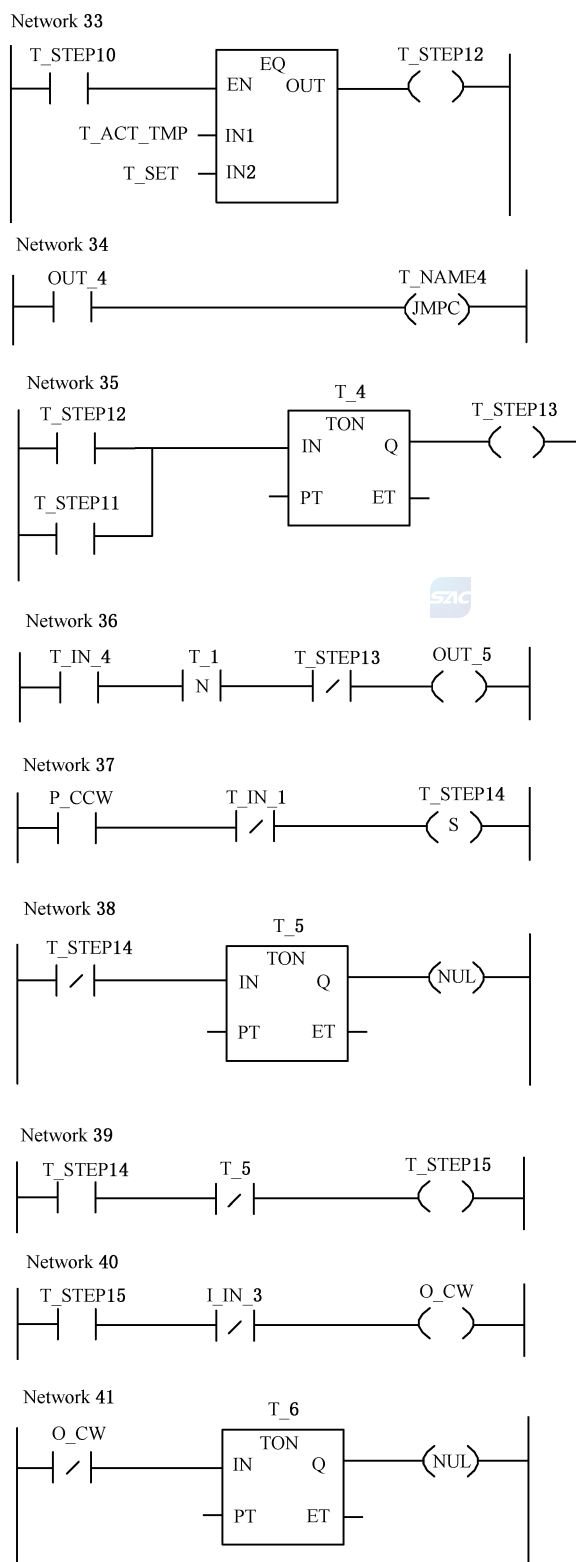 Network 33
T_STEP10
T_STEP12
EQ
EN OUT
T_ACT_TMP IN1
T_SET IN2
Network 34
OUT_4
T_NAME4
JMPC
Network 35
T_4
T_STEP12
T_STEP13
TON
IN Q
PT ET
T_STEP11
SAC
Network 36
T_IN_4 T_1 T_STEP13 OUT_5
N
Network 37
P_CCW T_IN_1 T_STEP14
S
Network 38
T_5
T_STEP14
TON
IN Q NUL
PT ET
Network 39
T_STEP14 T_5 T_STEP15
Network 40
T_STEP15 I_IN_3 O_CW
Network 41
T_6
O_CW
TON
IN Q NUL
PT ET